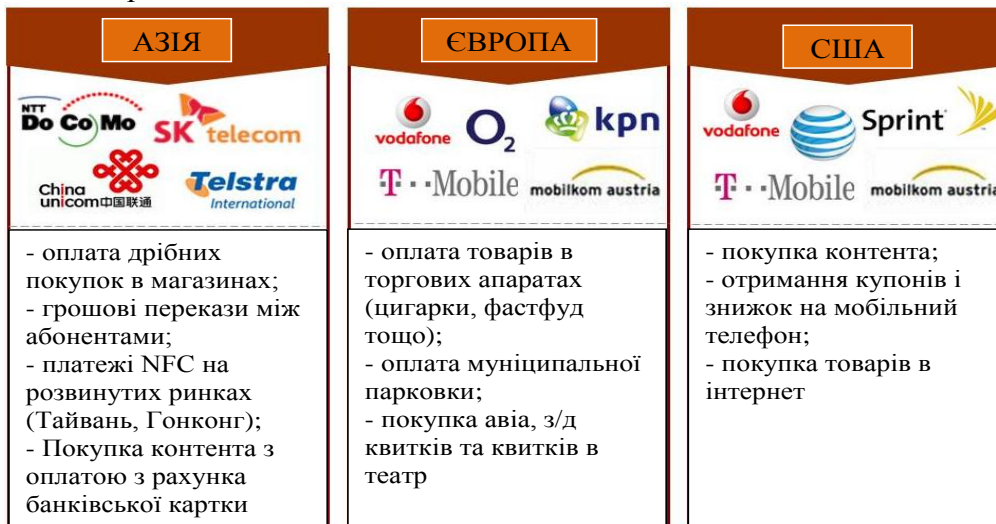 АЗІЯ
NTT
DoCoMo
SK telecom
China
unicom中国联通
Telstra
International
- оплата дрібних
покупок в магазинах;
- грошові перекази між
абонентами;
- платежі NFC на
розвинутих ринках
(Тайвань, Гонконг);
- Покупка контента з
оплатою з рахунка
банківської картки
ЄВРОПА
vodafone
O2
kpn
T··Mobile
mobilkom austria
- оплата товарів в
торгових апаратах
(цигарки, фастфуд
тощо);
- оплата муніципальної
парковки;
- покупка авіа, з/д
квитків та квитків в
театр
США
vodafone
Sprint
T··Mobile
mobilkom austria
- покупка контента;
- отримання купонів і
знижок на мобільний
телефон;
- покупка товарів в
інтернет